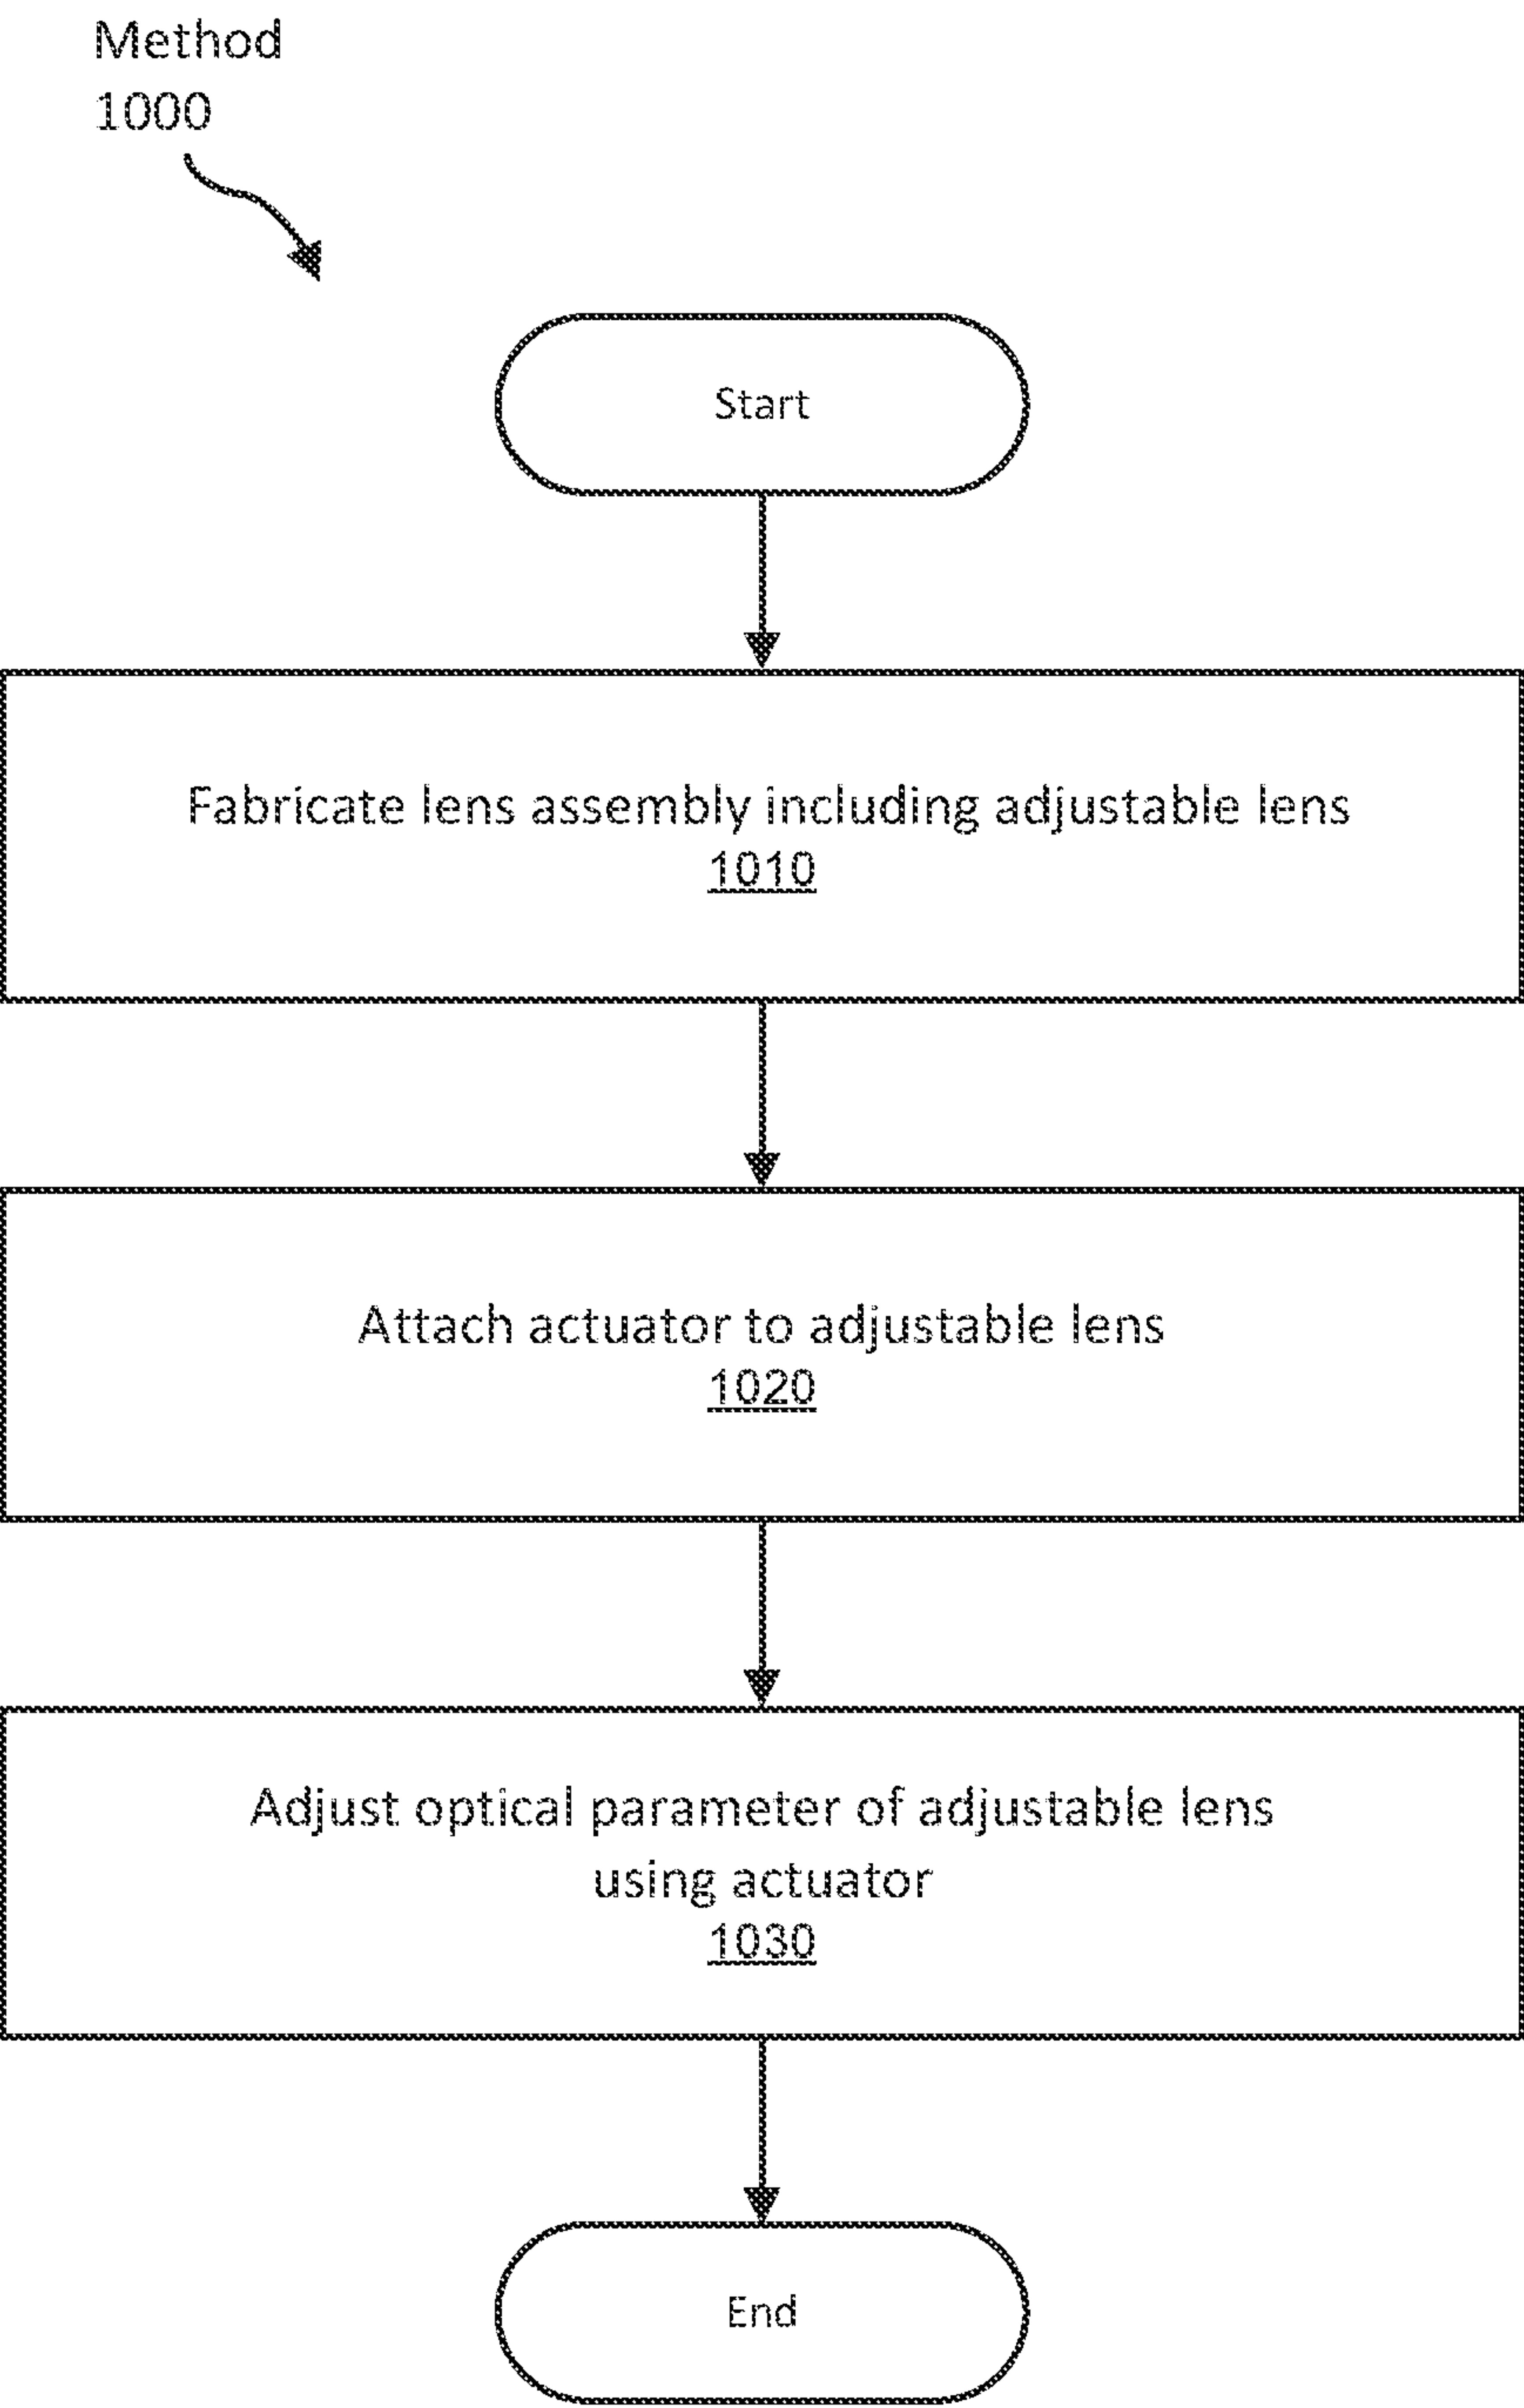 Method
1000
Start
Fabricate lens assembly including adjustable lens
1010
Attach actuator to adjustable lens
1020
Adjust optical parameter of adjustable lens
using actuator
1030
End